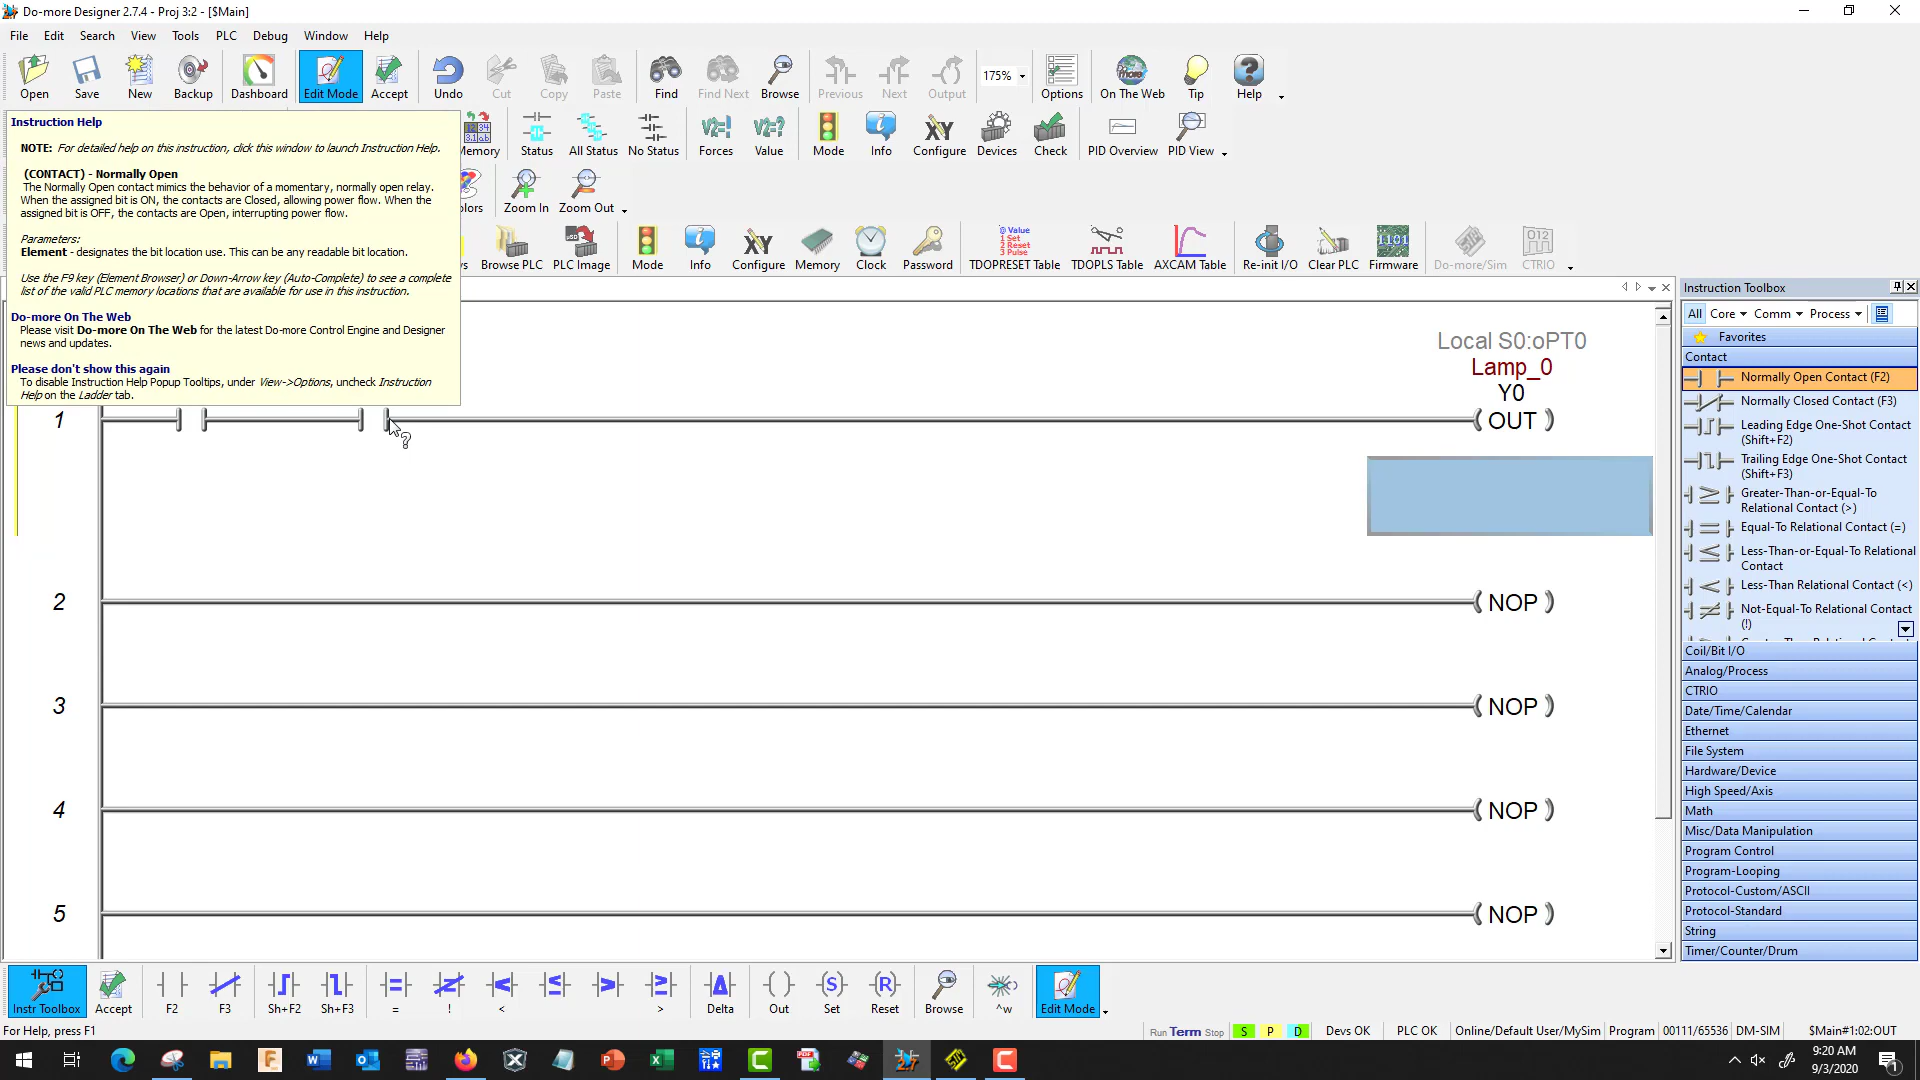 Do-more Designer 2.7.4 - Proj 3:2 - [$Main]
File Edit Search View Tools PLC Debug Window Help
Open Save New Backup Dashboard Edit Mode Accept Undo Cut Copy Paste Find Find Next Browse Previous Next Output 175% Options On The Web Tip Help
Status All Status No Status Forces Value Mode Info Configure Devices Check PID Overview PID View
Zoom In Zoom Out
Browse PLC PLC Image Mode Info Configure Memory Clock Password TDOPRESET Table TDOPLS Table AXCAM Table Re-init I/O Clear PLC Firmware Do-more/Sim CTRIO
Instruction Help
NOTE: For detailed help on this instruction, click this window to launch Instruction Help.
(CONTACT) - Normally Open
The Normally Open contact mimics the behavior of a momentary, normally open relay.
When the assigned bit is ON, the contacts are Closed, allowing power flow. When the
assigned bit is OFF, the contacts are Open, interrupting power flow.
Parameters:
Element - designates the bit location use. This can be any readable bit location.
Use the F9 key (Element Browser) or Down-Arrow key (Auto-Complete) to see a complete
list of the valid PLC memory locations that are available for use in this instruction.
Do-more On The Web
Please visit Do-more On The Web for the latest Do-more Control Engine and Designer
news and updates.
Please don't show this again
To disable Instruction Help Popup Tooltips, under View->Options, uncheck Instruction
Help on the Ladder tab.
Local S0:oPT0
Lamp_0
Y0
1 OUT
2 NOP
3 NOP
4 NOP
5 NOP
Instruction Toolbox
All Core Comm Process
Favorites
Contact
Normally Open Contact (F2)
Normally Closed Contact (F3)
Leading Edge One-Shot Contact
(Shift+F2)
Trailing Edge One-Shot Contact
(Shift+F3)
Greater-Than-or-Equal-To
Relational Contact (>)
Equal-To Relational Contact (=)
Less-Than-or-Equal-To Relational
Contact
Less-Than Relational Contact (<)
Not-Equal-To Relational Contact
(!)
Coil/Bit I/O
Analog/Process
CTRIO
Date/Time/Calendar
Ethernet
File System
Hardware/Device
High Speed/Axis
Math
Misc/Data Manipulation
Program Control
Program-Looping
Protocol-Custom/ASCII
Protocol-Standard
String
Timer/Counter/Drum
Instr Toolbox Accept F2 F3 Sh+F2 Sh+F3 = ! < > Delta Out Set Reset Browse ^w Edit Mode
For Help, press F1
Run Term Stop S P D Devs OK PLC OK Online/Default User/MySim Program 00111/65536 DM-SIM $Main#1:02:OUT
9:20 AM
9/3/2020